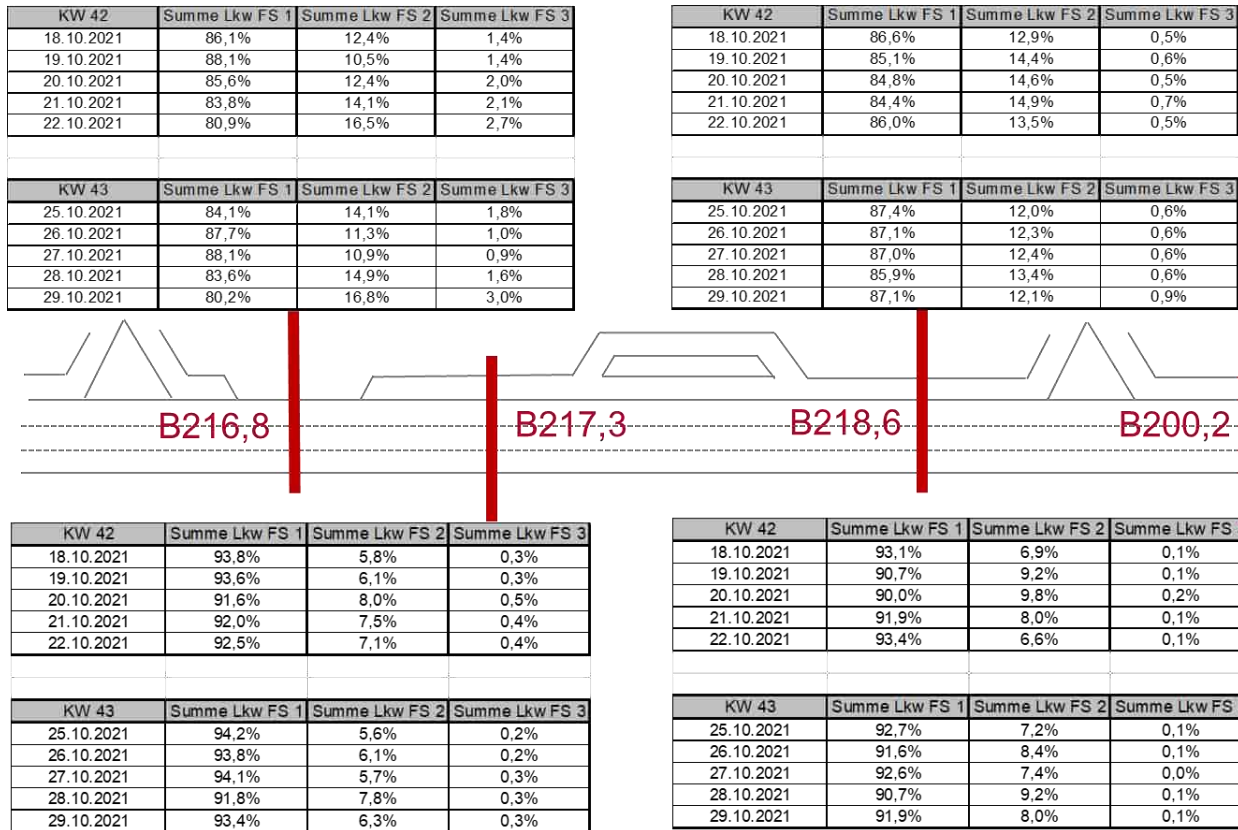 KW 42 Summe Lkw FS 1 Summe Lkw FS 2 Summe Lkw FS 3
18.10.2021 86,1% 12,4% 1,4%
19.10.2021 88,1% 10,5% 1,4%
20.10.2021 85,6% 12,4% 2,0%
21.10.2021 83,8% 14,1% 2,1%
22.10.2021 80,9% 16,5% 2,7%
KW 43 Summe Lkw FS 1 Summe Lkw FS 2 Summe Lkw FS 3
25.10.2021 84,1% 14,1% 1,8%
26.10.2021 87,7% 11,3% 1,0%
27.10.2021 88,1% 10,9% 0,9%
28.10.2021 83,6% 14,9% 1,6%
29.10.2021 80,2% 16,8% 3,0%
KW 42 Summe Lkw FS 1 Summe Lkw FS 2 Summe Lkw FS 3
18.10.2021 86,6% 12,9% 0,5%
19.10.2021 85,1% 14,4% 0,6%
20.10.2021 84,8% 14,6% 0,5%
21.10.2021 84,4% 14,9% 0,7%
22.10.2021 86,0% 13,5% 0,5%
KW 43 Summe Lkw FS 1 Summe Lkw FS 2 Summe Lkw FS 3
25.10.2021 87,4% 12,0% 0,6%
26.10.2021 87,1% 12,3% 0,6%
27.10.2021 87,0% 12,4% 0,6%
28.10.2021 85,9% 13,4% 0,6%
29.10.2021 87,1% 12,1% 0,9%
B216,8 B217,3 B218,6 B200,2
KW 42 Summe Lkw FS 1 Summe Lkw FS 2 Summe Lkw FS 3
18.10.2021 93,8% 5,8% 0,3%
19.10.2021 93,6% 6,1% 0,3%
20.10.2021 91,6% 8,0% 0,5%
21.10.2021 92,0% 7,5% 0,4%
22.10.2021 92,5% 7,1% 0,4%
KW 43 Summe Lkw FS 1 Summe Lkw FS 2 Summe Lkw FS 3
25.10.2021 94,2% 5,6% 0,2%
26.10.2021 93,8% 6,1% 0,2%
27.10.2021 94,1% 5,7% 0,3%
28.10.2021 91,8% 7,8% 0,3%
29.10.2021 93,4% 6,3% 0,3%
KW 42 Summe Lkw FS 1 Summe Lkw FS 2 Summe Lkw FS
18.10.2021 93,1% 6,9% 0,1%
19.10.2021 90,7% 9,2% 0,1%
20.10.2021 90,0% 9,8% 0,2%
21.10.2021 91,9% 8,0% 0,1%
22.10.2021 93,4% 6,6% 0,1%
KW 43 Summe Lkw FS 1 Summe Lkw FS 2 Summe Lkw FS
25.10.2021 92,7% 7,2% 0,1%
26.10.2021 91,6% 8,4% 0,1%
27.10.2021 92,6% 7,4% 0,0%
28.10.2021 90,7% 9,2% 0,1%
29.10.2021 91,9% 8,0% 0,1%